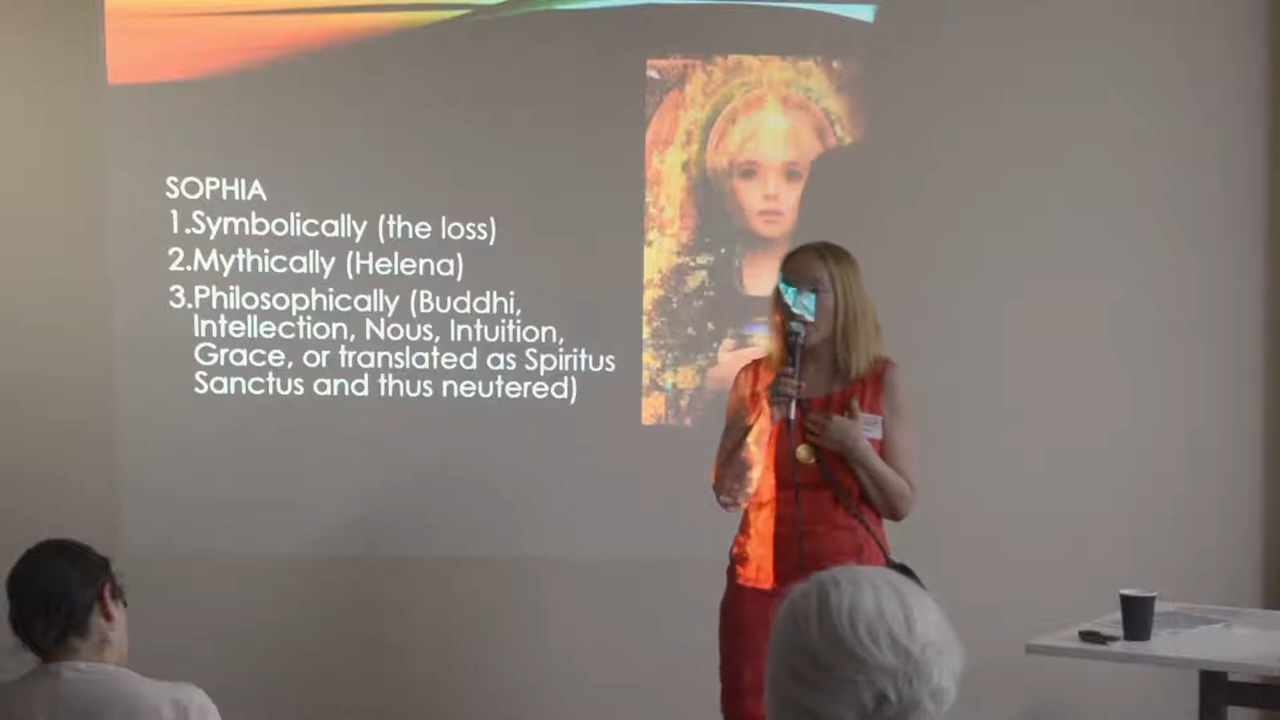 SOPHIA
1.Symbolically (the loss)
2.Mythically (Helena)
3.Philosophically (Buddhi,
Intellection, Nous, Intuition,
Grace, or translated as Spiritus
Sanctus and thus neutered)